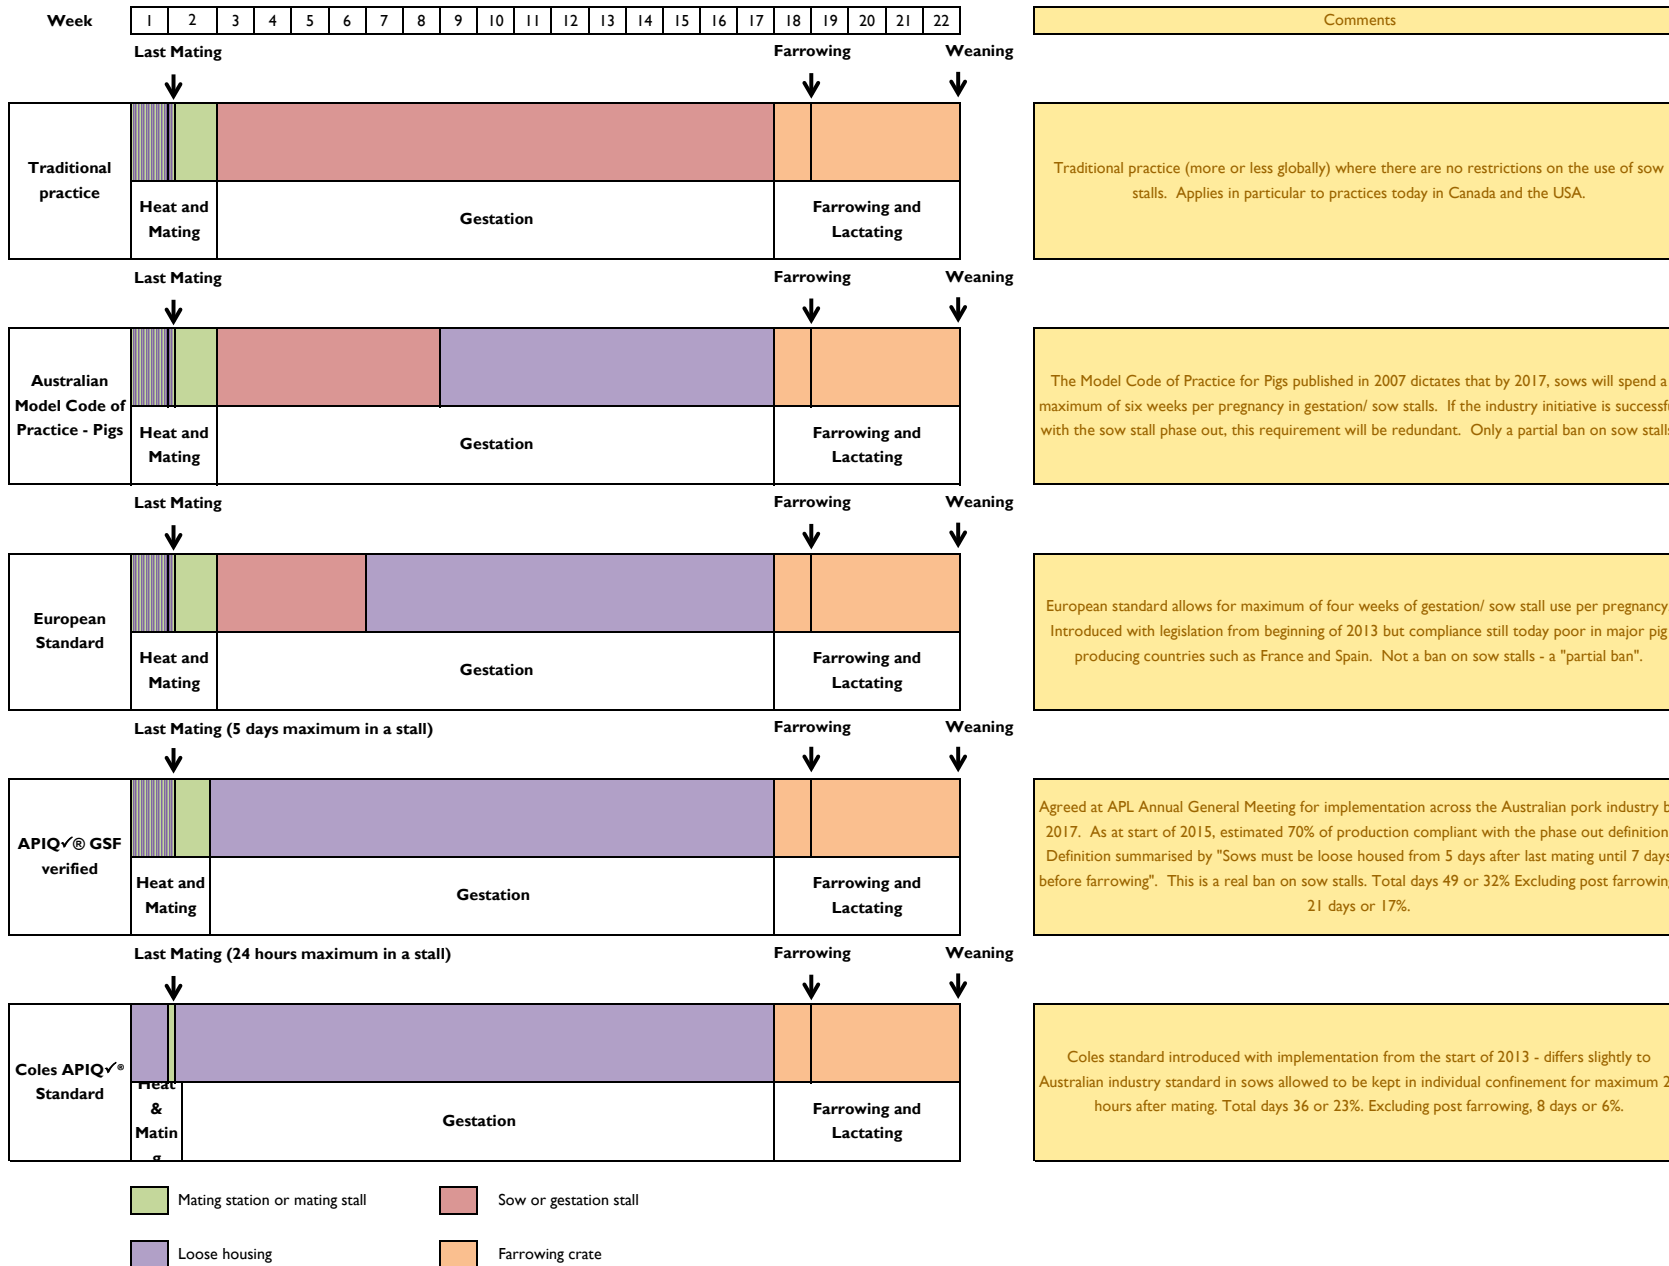 Week 1 2 3 4 5 6 7 8 9 10 11 12 13 14 15 16 17 18 19 20 21 22 Comments
Last Mating Farrowing Weaning
Traditional
practice
Heat and
Mating
Gestation
Farrowing and
Lactating
Traditional practice (more or less globally) where there are no restrictions on the use of sow
stalls. Applies in particular to practices today in Canada and the USA.
Last Mating Farrowing Weaning
Australian
Model Code of
Practice - Pigs
Heat and
Mating
Gestation
Farrowing and
Lactating
The Model Code of Practice for Pigs published in 2007 dictates that by 2017, sows will spend a
maximum of six weeks per pregnancy in gestation/ sow stalls. If the industry initiative is successfu
with the sow stall phase out, this requirement will be redundant. Only a partial ban on sow stalls
Last Mating Farrowing Weaning
European
Standard
Heat and
Mating
Gestation
Farrowing and
Lactating
European standard allows for maximum of four weeks of gestation/ sow stall use per pregnancy
Introduced with legislation from beginning of 2013 but compliance still today poor in major pig
producing countries such as France and Spain. Not a ban on sow stalls - a "partial ban".
Last Mating (5 days maximum in a stall) Farrowing Weaning
APIQ✓® GSF
verified
Heat and
Mating
Gestation
Farrowing and
Lactating
Agreed at APL Annual General Meeting for implementation across the Australian pork industry b
2017. As at start of 2015, estimated 70% of production compliant with the phase out definition
Definition summarised by "Sows must be loose housed from 5 days after last mating until 7 days
before farrowing". This is a real ban on sow stalls. Total days 49 or 32% Excluding post farrowing
21 days or 17%.
Last Mating (24 hours maximum in a stall) Farrowing Weaning
Coles APIQ✓®
Standard
Heat
&
Matin
g
Gestation
Farrowing and
Lactating
Coles standard introduced with implementation from the start of 2013 - differs slightly to
Australian industry standard in sows allowed to be kept in individual confinement for maximum 2
hours after mating. Total days 36 or 23%. Excluding post farrowing, 8 days or 6%.
Mating station or mating stall Sow or gestation stall
Loose housing Farrowing crate